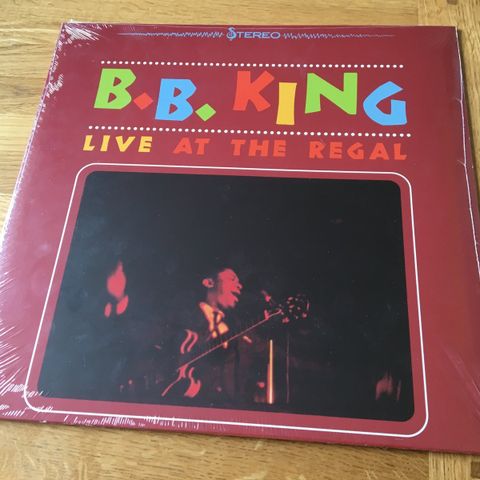 STEREO
B.B. KING
LIVE AT THE REGAL